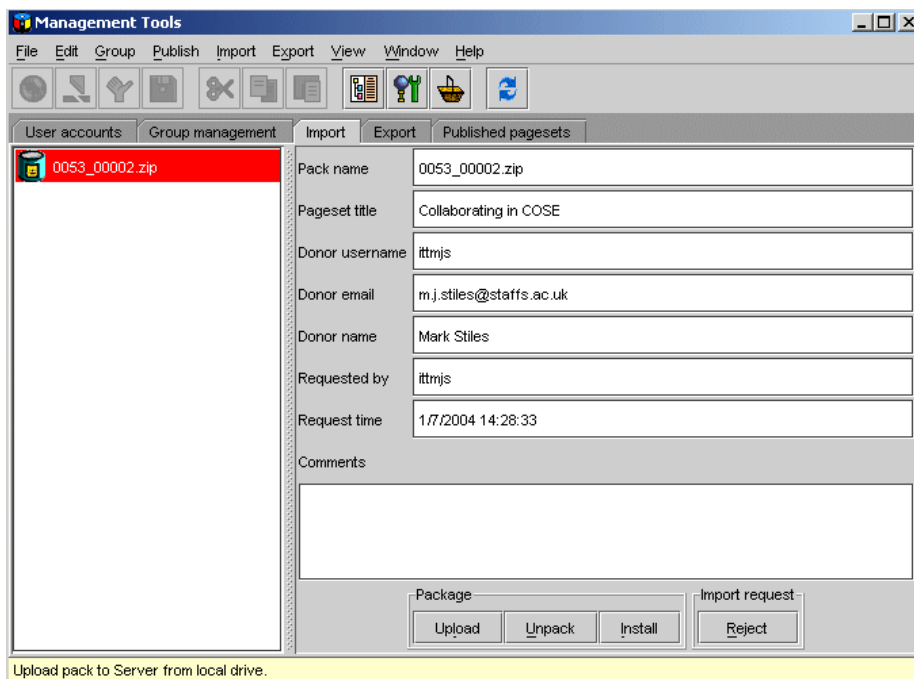 Management Tools
File Edit Group Publish Import Export View Window Help
User accounts Group management Import Export Published pagesets
0053_00002.zip
Pack name 0053_00002.zip
Pageset title Collaborating in COSE
Donor username ittmjs
Donor email m.j.stiles@staffs.ac.uk
Donor name Mark Stiles
Requested by ittmjs
Request time 1/7/2004 14:28:33
Comments
Package Import request
Upload Unpack Install Reject
Upload pack to Server from local drive.